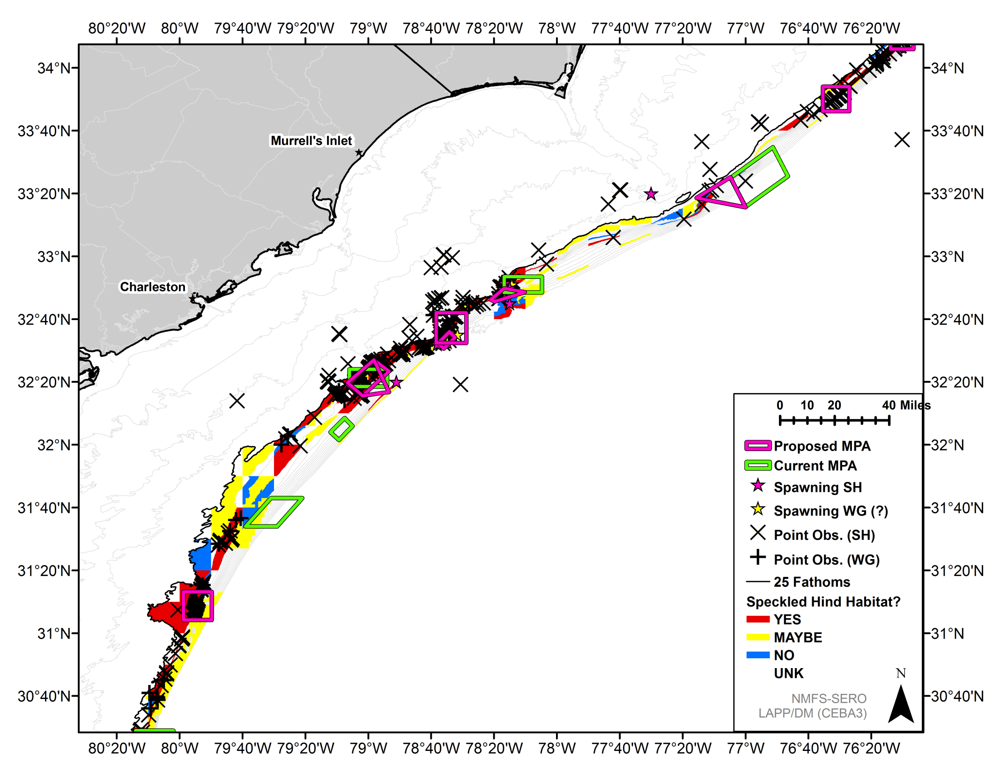 80°20'W 80°W 79°40'W 79°20'W 79°W 78°40'W 78°20'W 78°W 77°40'W 77°20'W 77°W 76°40'W 76°20'W
34°N 34°N
33°40'N 33°40'N
Murrell's Inlet
33°20'N 33°20'N
33°N 33°N
Charleston
32°40'N 32°40'N
32°20'N 32°20'N
0 10 20 40 Miles
32°N 32°N
Proposed MPA
Current MPA
Spawning SH
31°40'N 31°40'N
Spawning WG (?)
Point Obs. (SH)
Point Obs. (WG)
31°20'N 31°20'N
25 Fathoms
Speckled Hind Habitat?
YES
31°N 31°N
MAYBE
NO
UNK
N
30°40'N 30°40'N
NMFS-SERO
LAPP/DM (CEBA3)
80°20'W 80°W 79°40'W 79°20'W 79°W 78°40'W 78°20'W 78°W 77°40'W 77°20'W 77°W 76°40'W 76°20'W